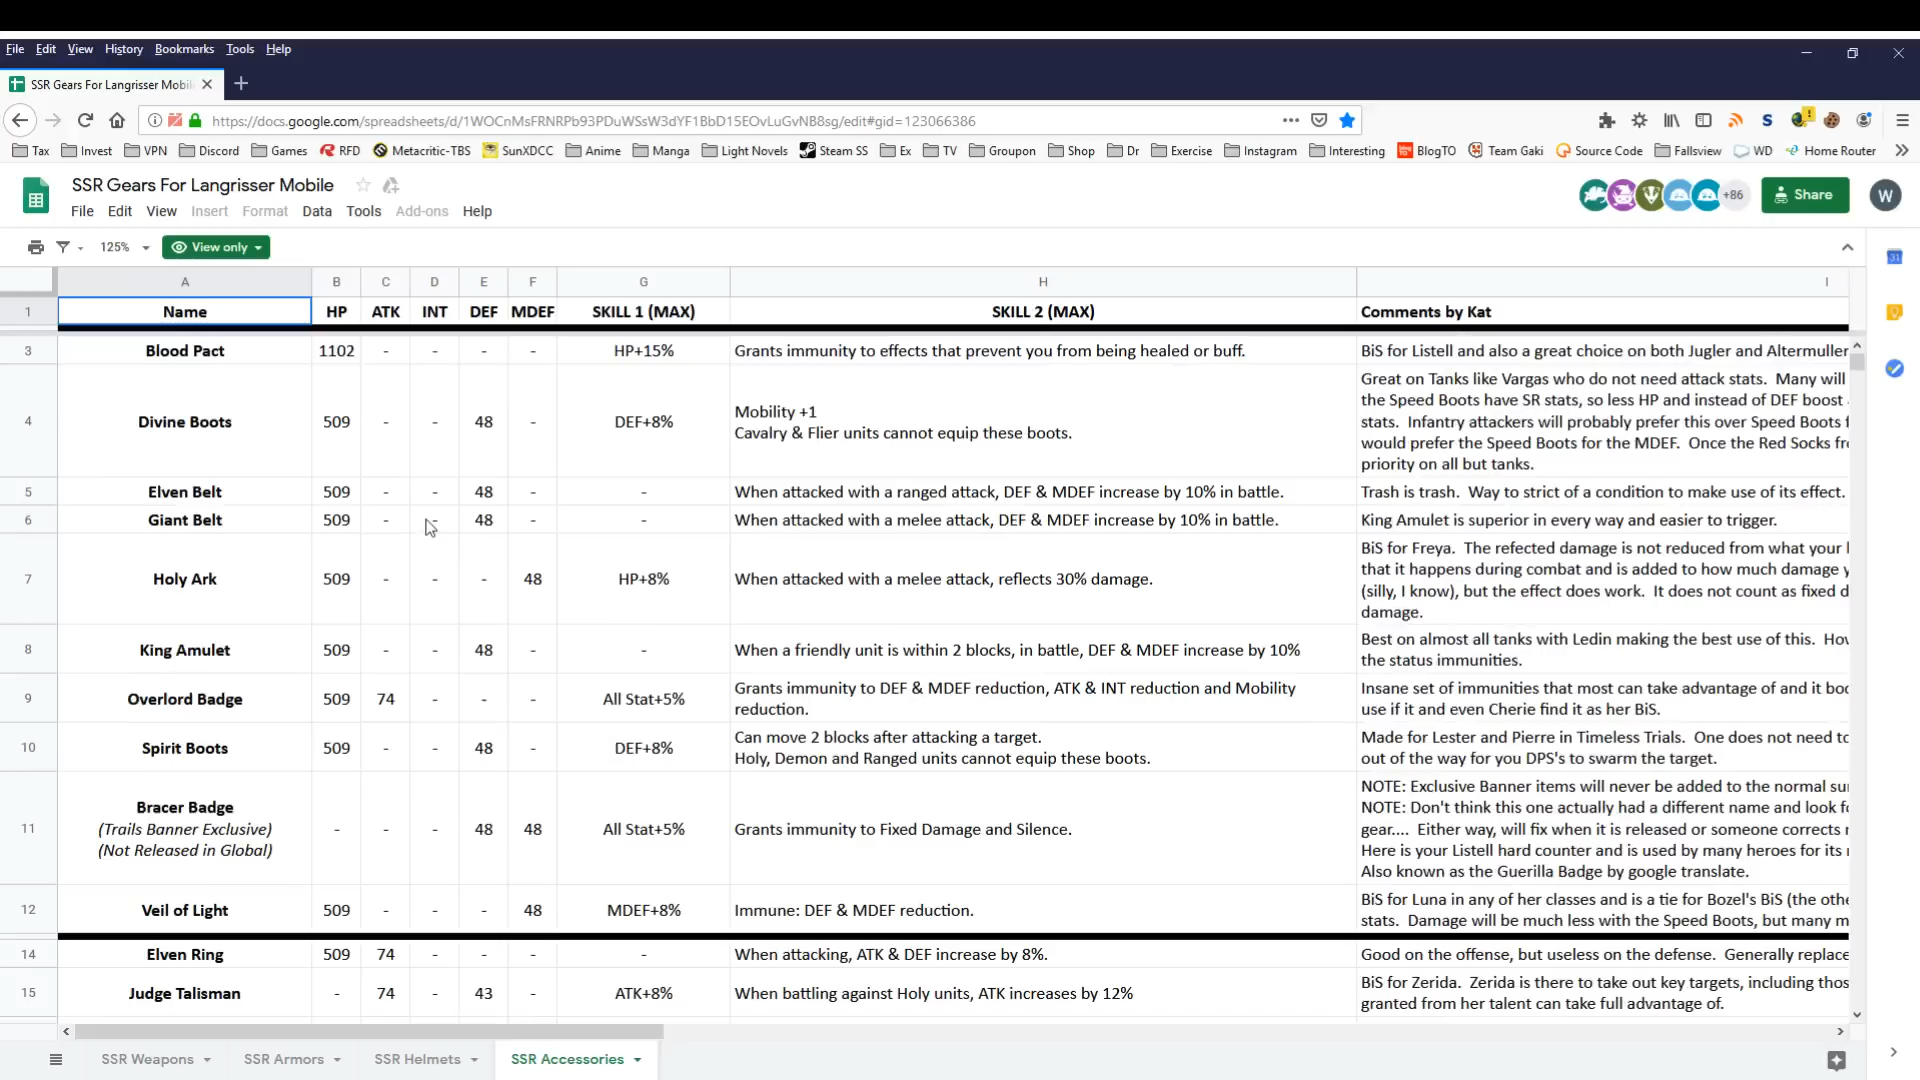 File Edit View History Bookmarks Tools Help
SSR Gears For Langrisser Mobil
https://docs.google.com/spreadsheets/d/1WOCnMsFRNRPb93PDuWSsW3dYF1BbD15EOvLuGvNB8sg/edit#gid=123066386
Tax Invest VPN Discord Games RFD Metacritic-TBS SunXDCC Anime Manga Light Novels Steam SS Ex TV Groupon Shop Dr Exercise Instagram Interesting BlogTO Team Gaki Source Code Fallsview WD Home Router
SSR Gears For Langrisser Mobile
+86 Share W
File Edit View Insert Format Data Tools Add-ons Help
125% View only
31
A B C D E F G H I
1 Name HP ATK INT DEF MDEF SKILL 1 (MAX) SKILL 2 (MAX) Comments by Kat
3 Blood Pact 1102 - - - - HP+15% Grants immunity to effects that prevent you from being healed or buff. BiS for Listell and also a great choice on both Jugler and Altermuller
Great on Tanks like Vargas who do not need attack stats. Many will
the Speed Boots have SR stats, so less HP and instead of DEF boost
4 Divine Boots 509 - - 48 - DEF+8% Mobility +1
Cavalry & Flier units cannot equip these boots.
stats. Infantry attackers will probably prefer this over Speed Boots f
would prefer the Speed Boots for the MDEF. Once the Red Socks fr
priority on all but tanks.
5 Elven Belt 509 - - 48 - - When attacked with a ranged attack, DEF & MDEF increase by 10% in battle. Trash is trash. Way to strict of a condition to make use of its effect.
6 Giant Belt 509 - - 48 - - When attacked with a melee attack, DEF & MDEF increase by 10% in battle. King Amulet is superior in every way and easier to trigger.
BiS for Freya. The refected damage is not reduced from what your
that it happens during combat and is added to how much damage y
7 Holy Ark 509 - - - 48 HP+8% When attacked with a melee attack, reflects 30% damage.
(silly, I know), but the effect does work. It does not count as fixed d
damage.
8 King Amulet 509 - - 48 - - When a friendly unit is within 2 blocks, in battle, DEF & MDEF increase by 10%
Best on almost all tanks with Ledin making the best use of this. Hov
the status immunities.
9 Overlord Badge 509 74 - - - All Stat+5% Grants immunity to DEF & MDEF reduction, ATK & INT reduction and Mobility
reduction.
Insane set of immunities that most can take advantage of and it boo
use if it and even Cherie find it as her BiS.
10 Spirit Boots 509 - - 48 - DEF+8% Can move 2 blocks after attacking a target.
Holy, Demon and Ranged units cannot equip these boots.
Made for Lester and Pierre in Timeless Trials. One does not need to
out of the way for you DPS's to swarm the target.
11 Bracer Badge
(Trails Banner Exclusive)
(Not Released in Global)
- - - 48 48 All Stat+5% Grants immunity to Fixed Damage and Silence.
NOTE: Exclusive Banner items will never be added to the normal su
NOTE: Don't think this one actually had a different name and look fo
gear.... Either way, will fix when it is released or someone corrects
Here is your Listell hard counter and is used by many heroes for its
Also known as the Guerilla Badge by google translate.
12 Veil of Light 509 - - - 48 MDEF+8% Immune: DEF & MDEF reduction.
BiS for Luna in any of her classes and is a tie for Bozel's BiS (the othe
stats. Damage will be much less with the Speed Boots, but many m
14 Elven Ring 509 74 - - - - When attacking, ATK & DEF increase by 8%. Good on the offense, but useless on the defense. Generally replace
15 Judge Talisman - 74 - 43 - ATK+8% When battling against Holy units, ATK increases by 12%
BiS for Zerida. Zerida is there to take out key targets, including thos
granted from her talent can take full advantage of.
SSR Weapons SSR Armors SSR Helmets SSR Accessories